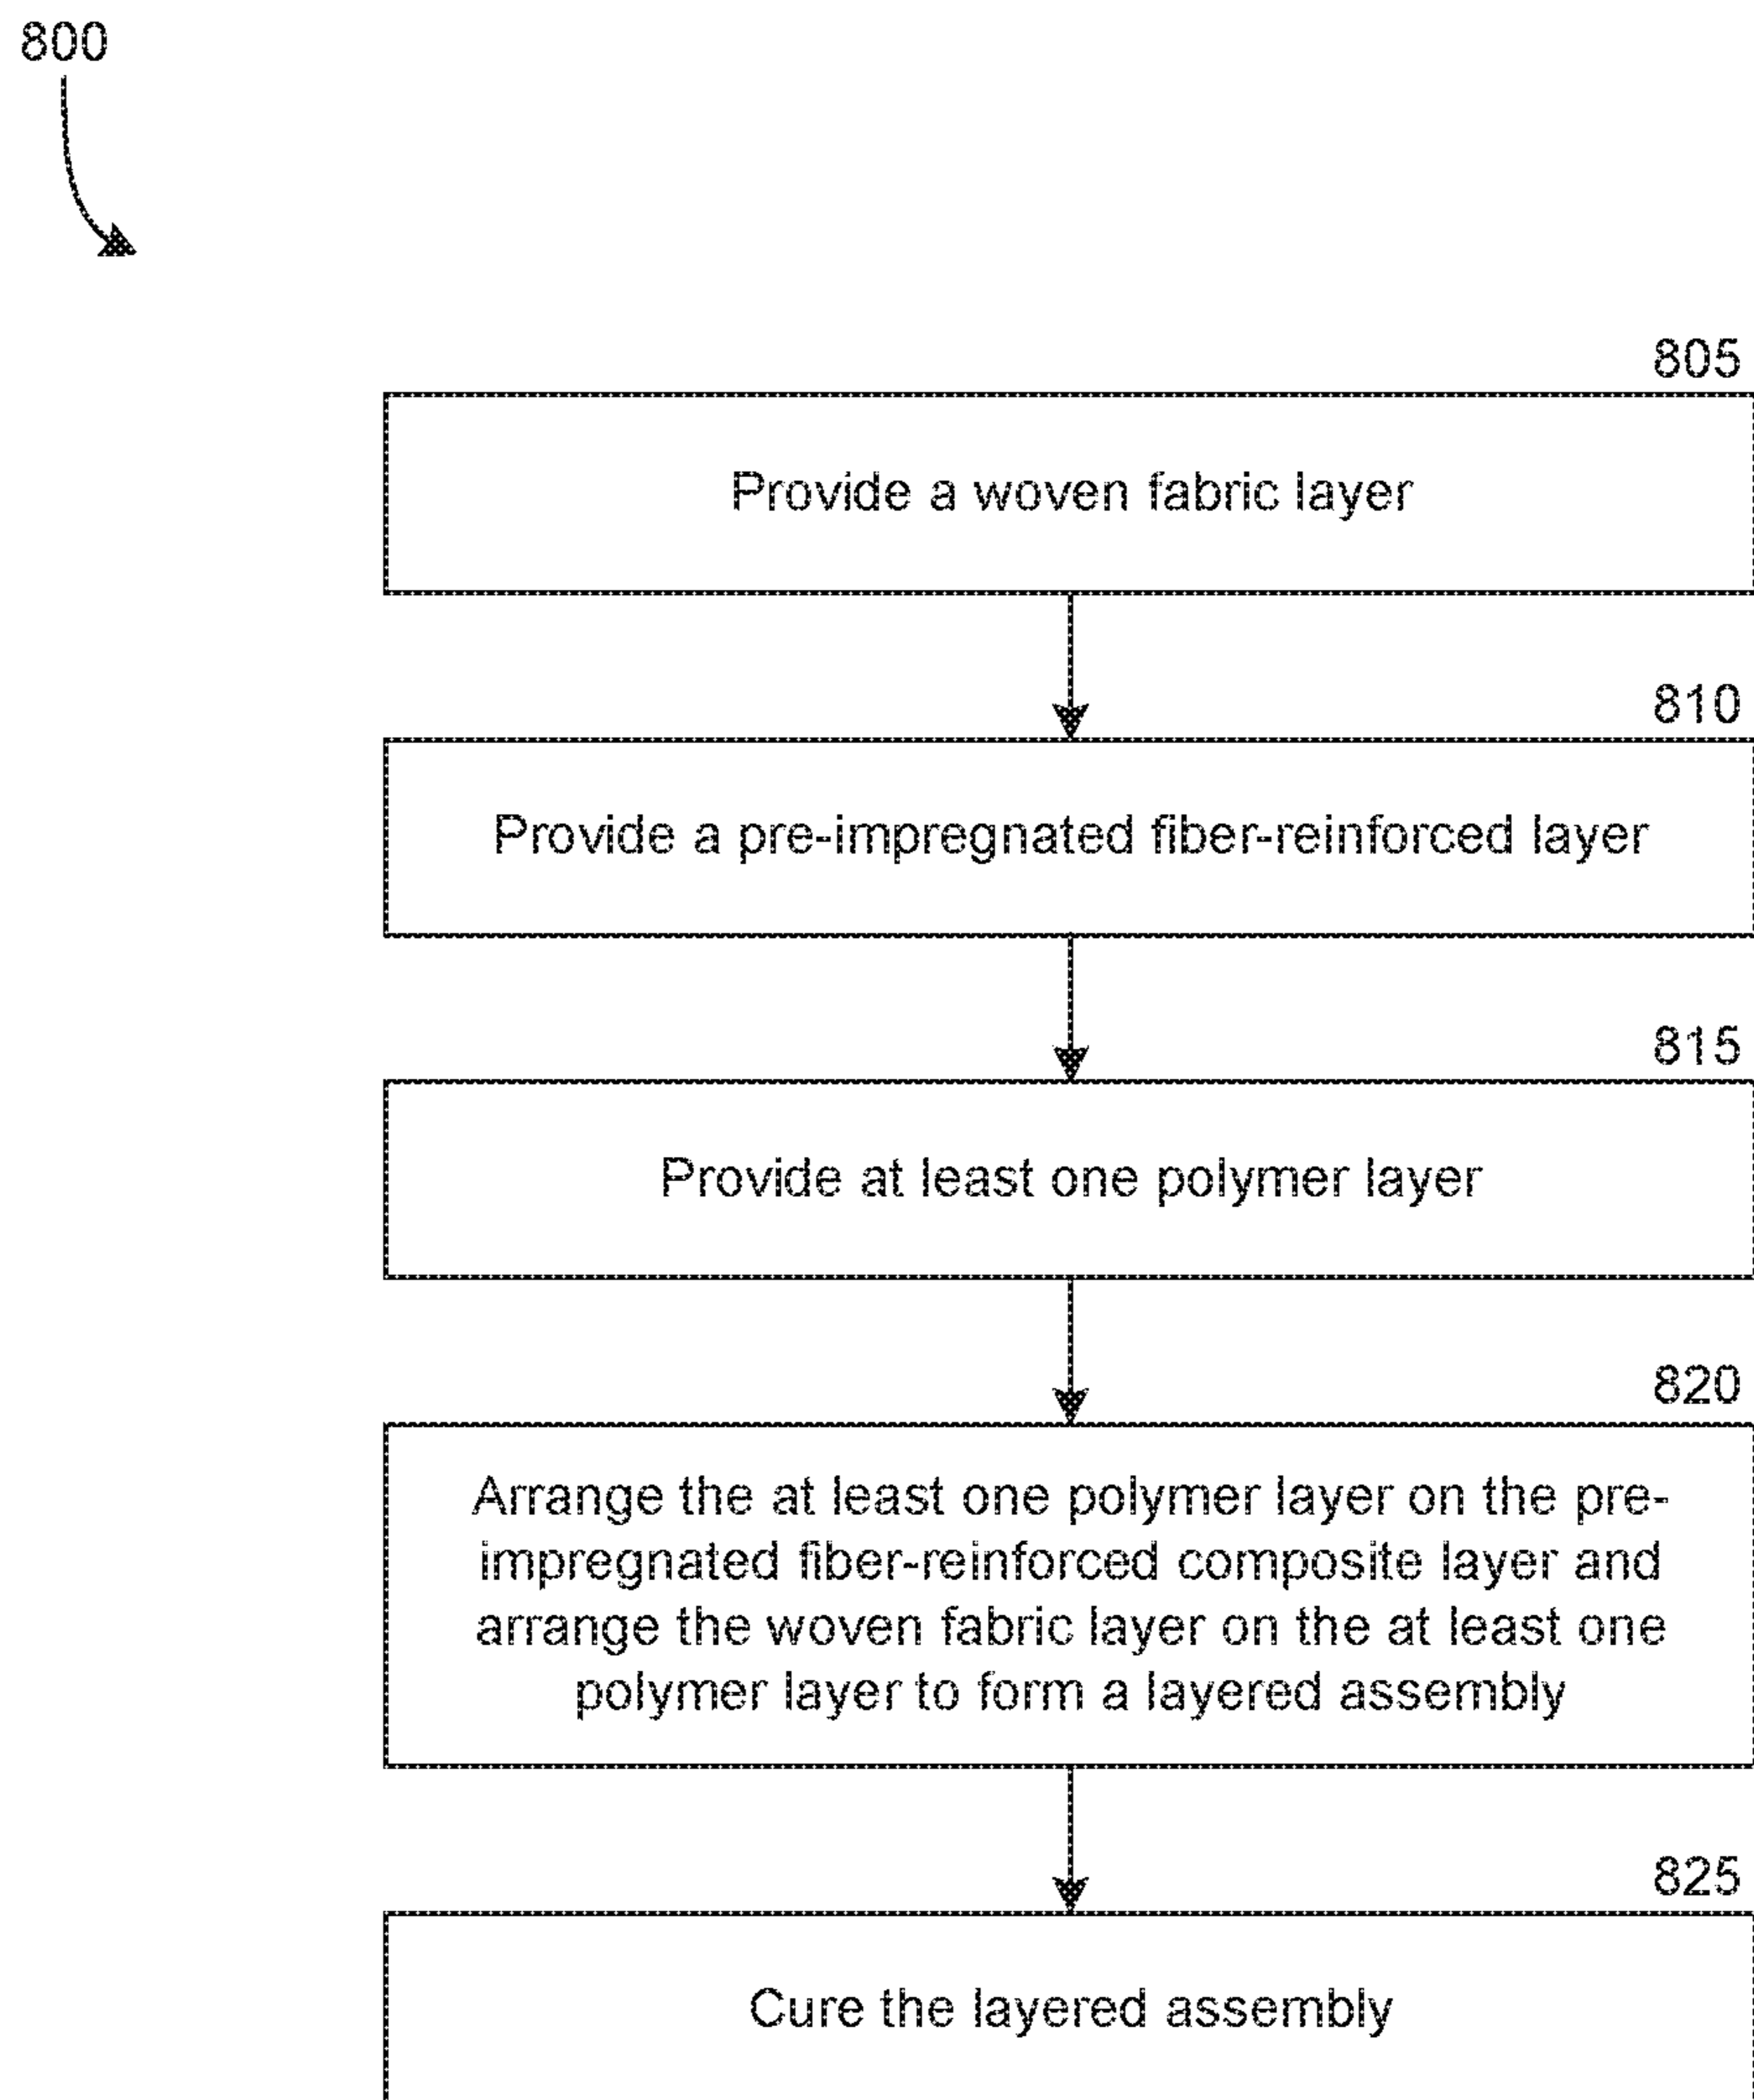 800
805
Provide a woven fabric layer
810
Provide a pre-impregnated fiber-reinforced layer
815
Provide at least one polymer layer
820
Arrange the at least one polymer layer on the pre-
impregnated fiber-reinforced composite layer and
arrange the woven fabric layer on the at least one
polymer layer to form a layered assembly
825
Cure the layered assembly